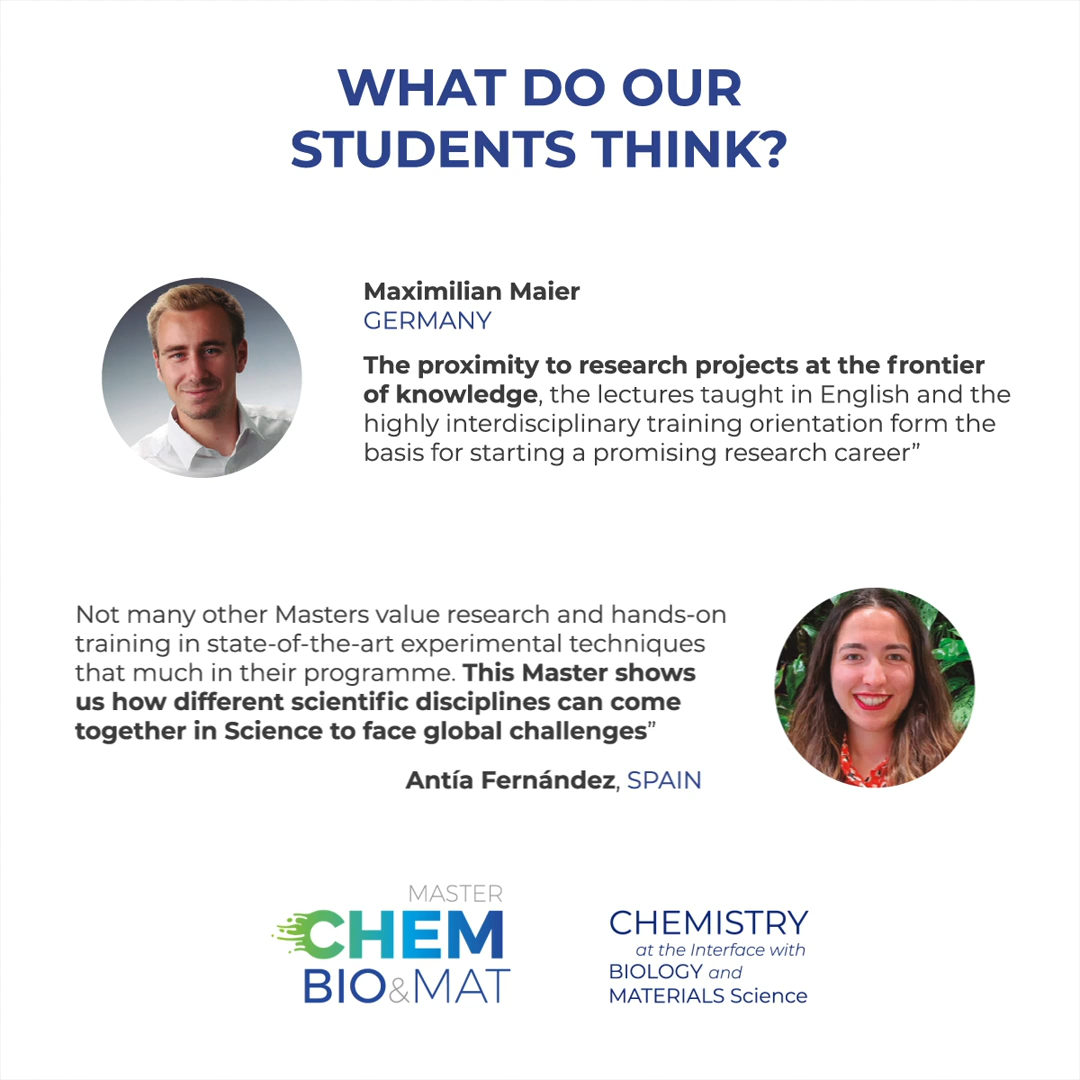 WHAT DO OUR
STUDENTS THINK?
Maximilian Maier
GERMANY
The proximity to research projects at the frontier
of knowledge, the lectures taught in English and the
highly interdisciplinary training orientation form the
basis for starting a promising research career”
Not many other Masters value research and hands-on
training in state-of-the-art experimental techniques
that much in their programme. This Master shows
us how different scientific disciplines can come
together in Science to face global challenges”
Antía Fernández, SPAIN
MASTER
CHEM
BIO&MAT
CHEMISTRY
at the Interface with
BIOLOGY and
MATERIALS Science